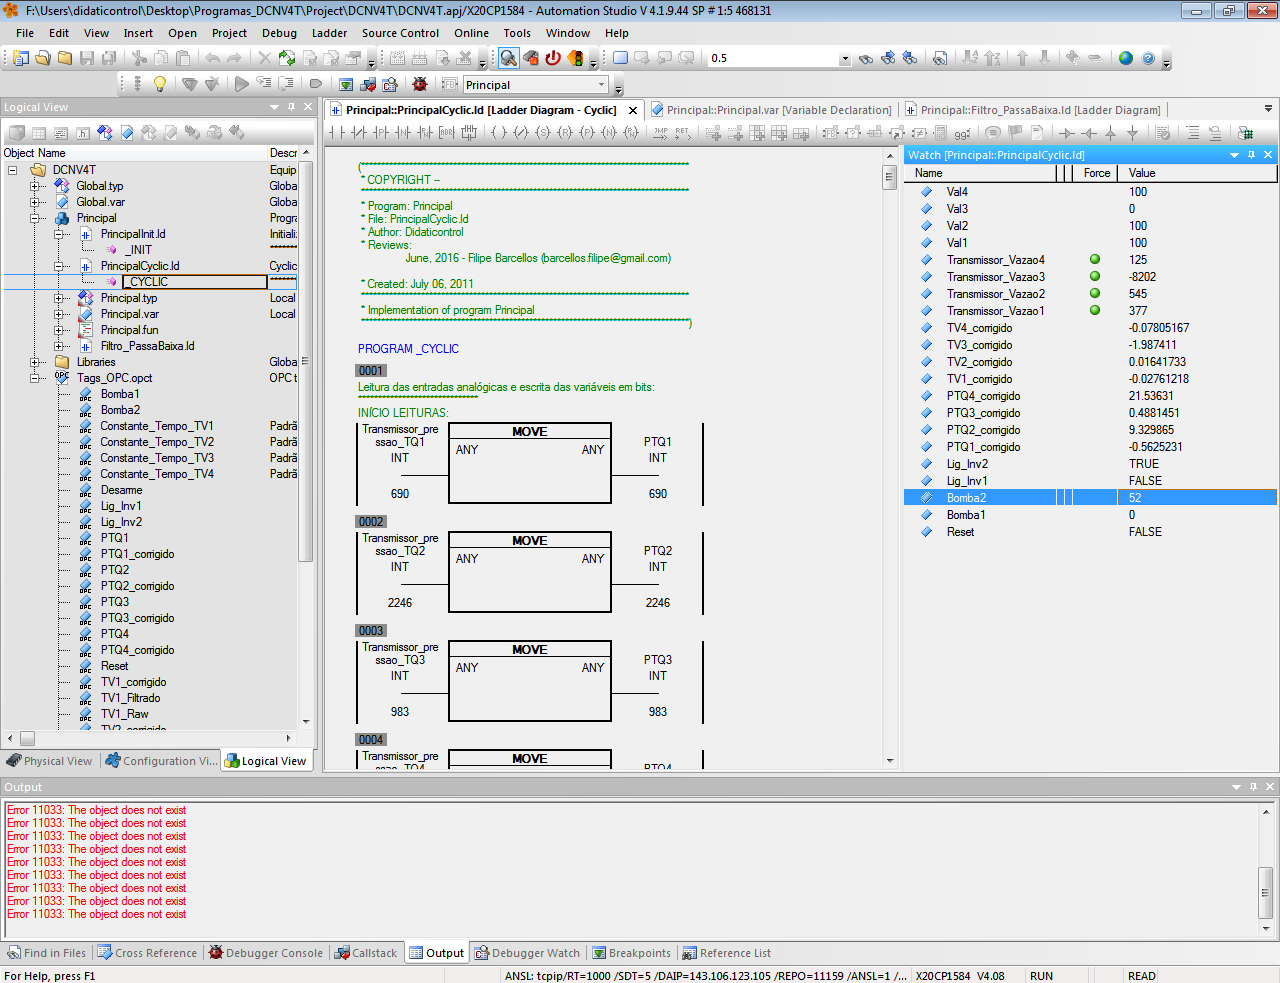 F:\Users\didaticontrol\Desktop\Programas_DCNV4T\Project\DCNV4T\DCNV4T.apj/X20CP1584 - Automation Studio V 4.1.9.44 SP # 1:5 468131
File Edit View Insert Open Project Debug Ladder Source Control Online Tools Window Help
0.5
Principal
Logical View
Principal::PrincipalCyclic.ld [Ladder Diagram - Cyclic]
Principal::Principal.var [Variable Declaration]
Principal::Filtro_PassaBaixa.ld [Ladder Diagram]
Object Name Descr
DCNV4T Equip
Global.typ Globa
Global.var Globa
Principal Progra
PrincipalInit.ld Initializ
_INIT *******
PrincipalCyclic.ld Cyclic
_CYCLIC *******
Principal.typ Local
Principal.var Local
Principal.fun
Filtro_PassaBaixa.ld
Libraries Globa
Tags_OPC.opct OPC t
Bomba1
Bomba2
Constante_Tempo_TV1 Padrã
Constante_Tempo_TV2 Padrã
Constante_Tempo_TV3 Padrã
Constante_Tempo_TV4 Padrã
Desarme
Lig_Inv1
Lig_Inv2
PTQ1
PTQ1_corrigido
PTQ2
PTQ2_corrigido
PTQ3
PTQ3_corrigido
PTQ4
PTQ4_corrigido
Reset
TV1_corrigido
TV1_Filtrado
TV1_Raw
TV2_corrigido
Physical View Configuration Vi... Logical View
* COPYRIGHT --
* Program: Principal
* File: PrincipalCyclic.ld
* Author: Didaticontrol
* Reviews:
June, 2016 - Filipe Barcellos (barcellos.filipe@gmail.com)
* Created: July 06, 2011
* Implementation of program Principal
PROGRAM _CYCLIC
0001
Leitura das entradas analógicas e escrita das variáveis em bits:
INÍCIO LEITURAS:
Transmissor_pre
ssao_TQ1
INT
690
MOVE
ANY ANY
PTQ1
INT
690
0002
Transmissor_pre
ssao_TQ2
INT
2246
MOVE
ANY ANY
PTQ2
INT
2246
0003
Transmissor_pre
ssao_TQ3
INT
983
MOVE
ANY ANY
PTQ3
INT
983
0004
Transmissor_pre
ssao_TQ4
MOVE
PTQ4
Watch [Principal::PrincipalCyclic.ld]
Name Force Value
Val4 100
Val3 0
Val2 100
Val1 100
Transmissor_Vazao4 125
Transmissor_Vazao3 -8202
Transmissor_Vazao2 545
Transmissor_Vazao1 377
TV4_corrigido -0.07805167
TV3_corrigido -1.987411
TV2_corrigido 0.01641733
TV1_corrigido -0.02761218
PTQ4_corrigido 21.53631
PTQ3_corrigido 0.4881451
PTQ2_corrigido 9.329865
PTQ1_corrigido -0.5625231
Lig_Inv2 TRUE
Lig_Inv1 FALSE
Bomba2 52
Bomba1 0
Reset FALSE
Output
Error 11033: The object does not exist
Error 11033: The object does not exist
Error 11033: The object does not exist
Error 11033: The object does not exist
Error 11033: The object does not exist
Error 11033: The object does not exist
Error 11033: The object does not exist
Error 11033: The object does not exist
Error 11033: The object does not exist
Find in Files Cross Reference Debugger Console Callstack Output Debugger Watch Breakpoints Reference List
For Help, press F1 ANSL: tcpip/RT=1000 /SDT=5 /DAIP=143.106.123.105 /REPO=11159 /ANSL=1 /... X20CP1584 V4.08 RUN READ